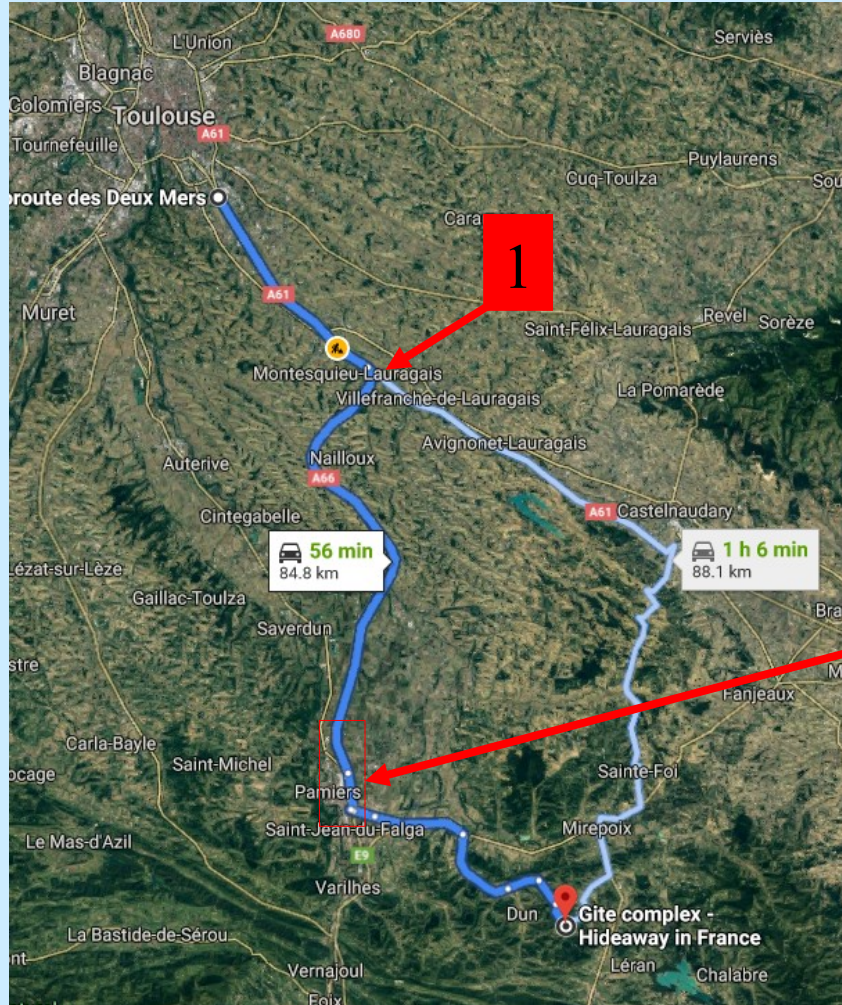 L'Union
A680
Serviès
Blagnac
Colomiers
Toulouse
A61
Tournefeuille
Puylaurens
Cuq-Toulza
Sou
route des Deux Mers
Cara
1
A61
Muret
Revel
Sorèze
Saint-Félix-Lauragais
Montesquieu-Lauragais
La Pomarède
Villefranche-de-Lauragais
Avignonet-Lauragais
Nailloux
Auterive
A66
Cintegabelle
A61
Castelnaudary
56 min
84.8 km
1 h 6 min
88.1 km
Lézat-sur-Lèze
Gaillac-Toulza
Bra
Saverdun
stre
M
Fanjeaux
Carla-Bayle
Saint-Michel
ocage
Sainte-Foi
Pamiers
Saint-Jean-du-Falga
Mirepoix
Le Mas-d'Azil
E9
Varilhes
Dun
Gite complex -
Hideaway in France
La Bastide-de-Sérou
nt
Léran
Vernajoul
Chalabre
Foix